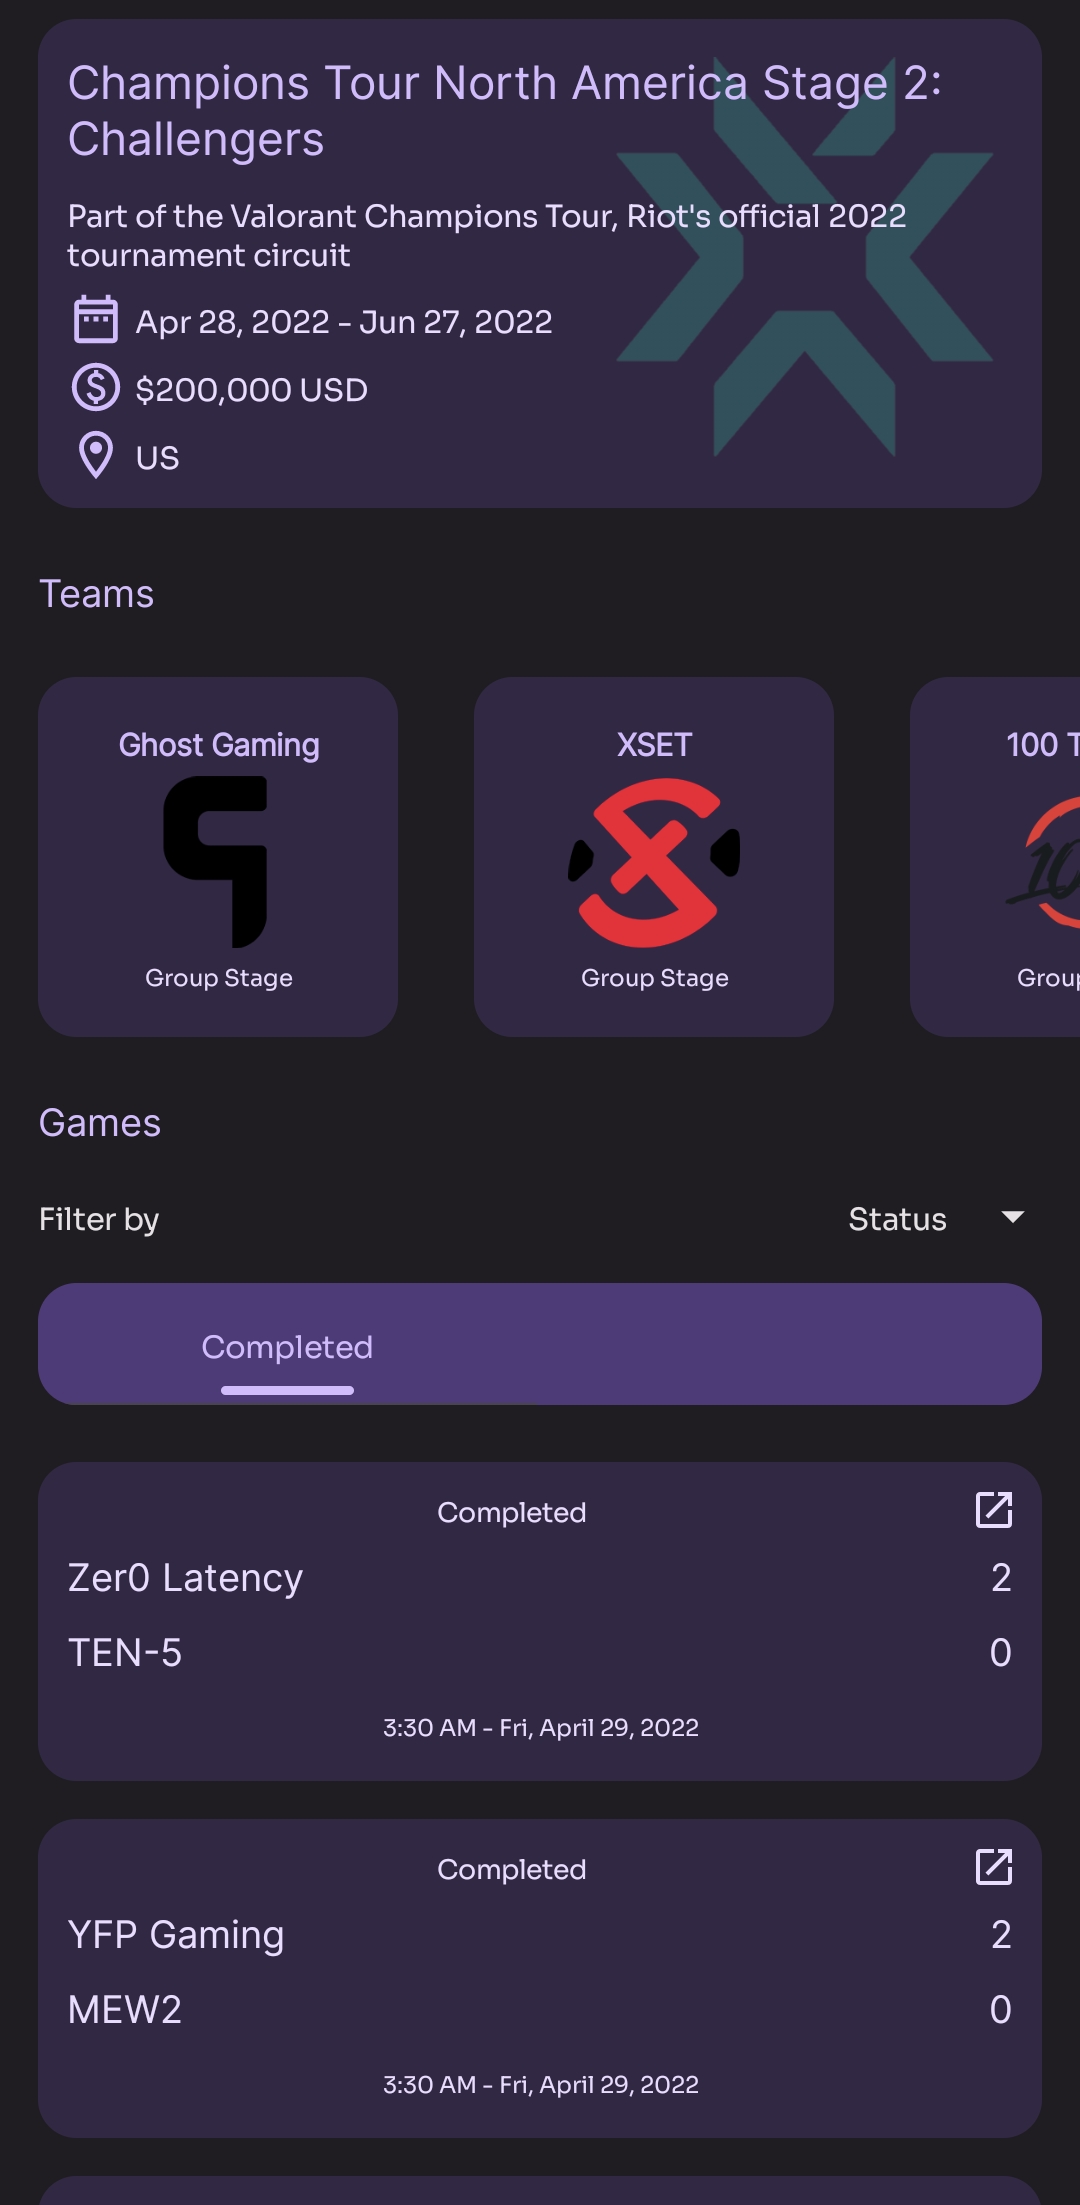 Champions Tour North America Stage 2:
Challengers
Part of the Valorant Champions Tour, Riot's official 2022
tournament circuit
Apr 28, 2022 - Jun 27, 2022
$200,000 USD
US
Teams
Ghost Gaming
XSET
100 T
Group Stage
Group Stage
Group
Games
Filter by
Status
Completed
Completed
Zer0 Latency 2
TEN-5 0
3:30 AM - Fri, April 29, 2022
Completed
YFP Gaming 2
MEW2 0
3:30 AM - Fri, April 29, 2022